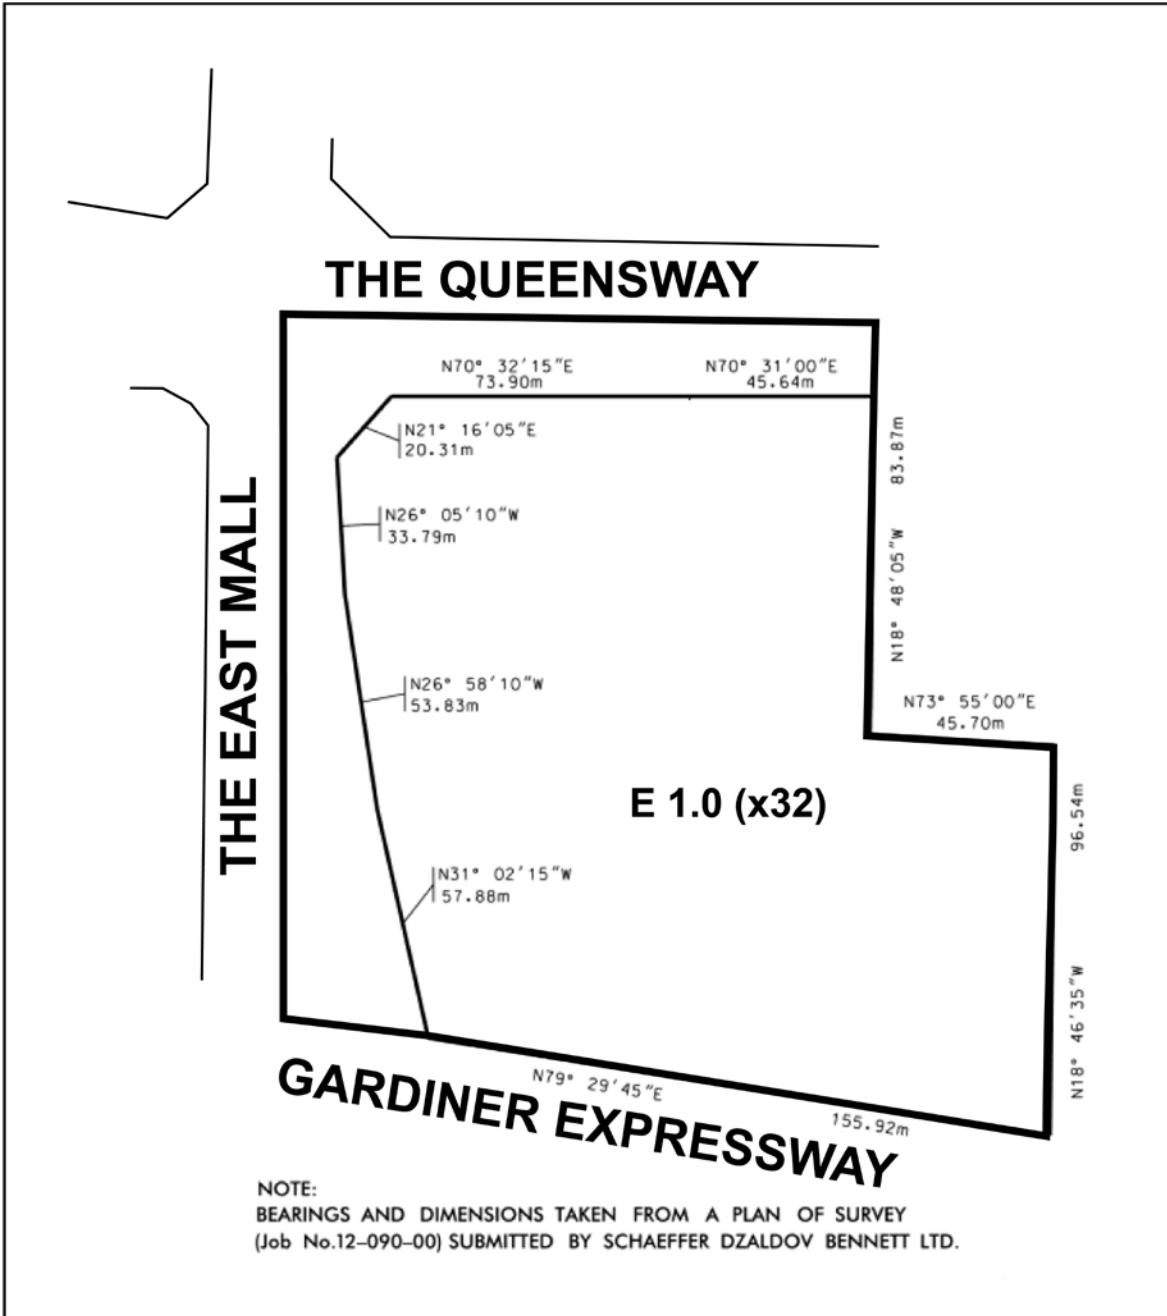 THE QUEENSWAY
N70° 32'15"E
73.90m
N70° 31'00"E
45.64m
N21° 16'05"E
20.31m
83.87m
N18° 48'05"W
N26° 05'10"W
33.79m
THE EAST MALL
N26° 58'10"W
53.83m
N73° 55'00"E
45.70m
E 1.0 (x32)
96.54m
N18° 46'35"W
N31° 02'15"W
57.88m
N79° 29'45"E
155.92m
GARDINER EXPRESSWAY
NOTE:
BEARINGS AND DIMENSIONS TAKEN FROM A PLAN OF SURVEY
(Job No.12–090–00) SUBMITTED BY SCHAEFFER DZALDOV BENNETT LTD.